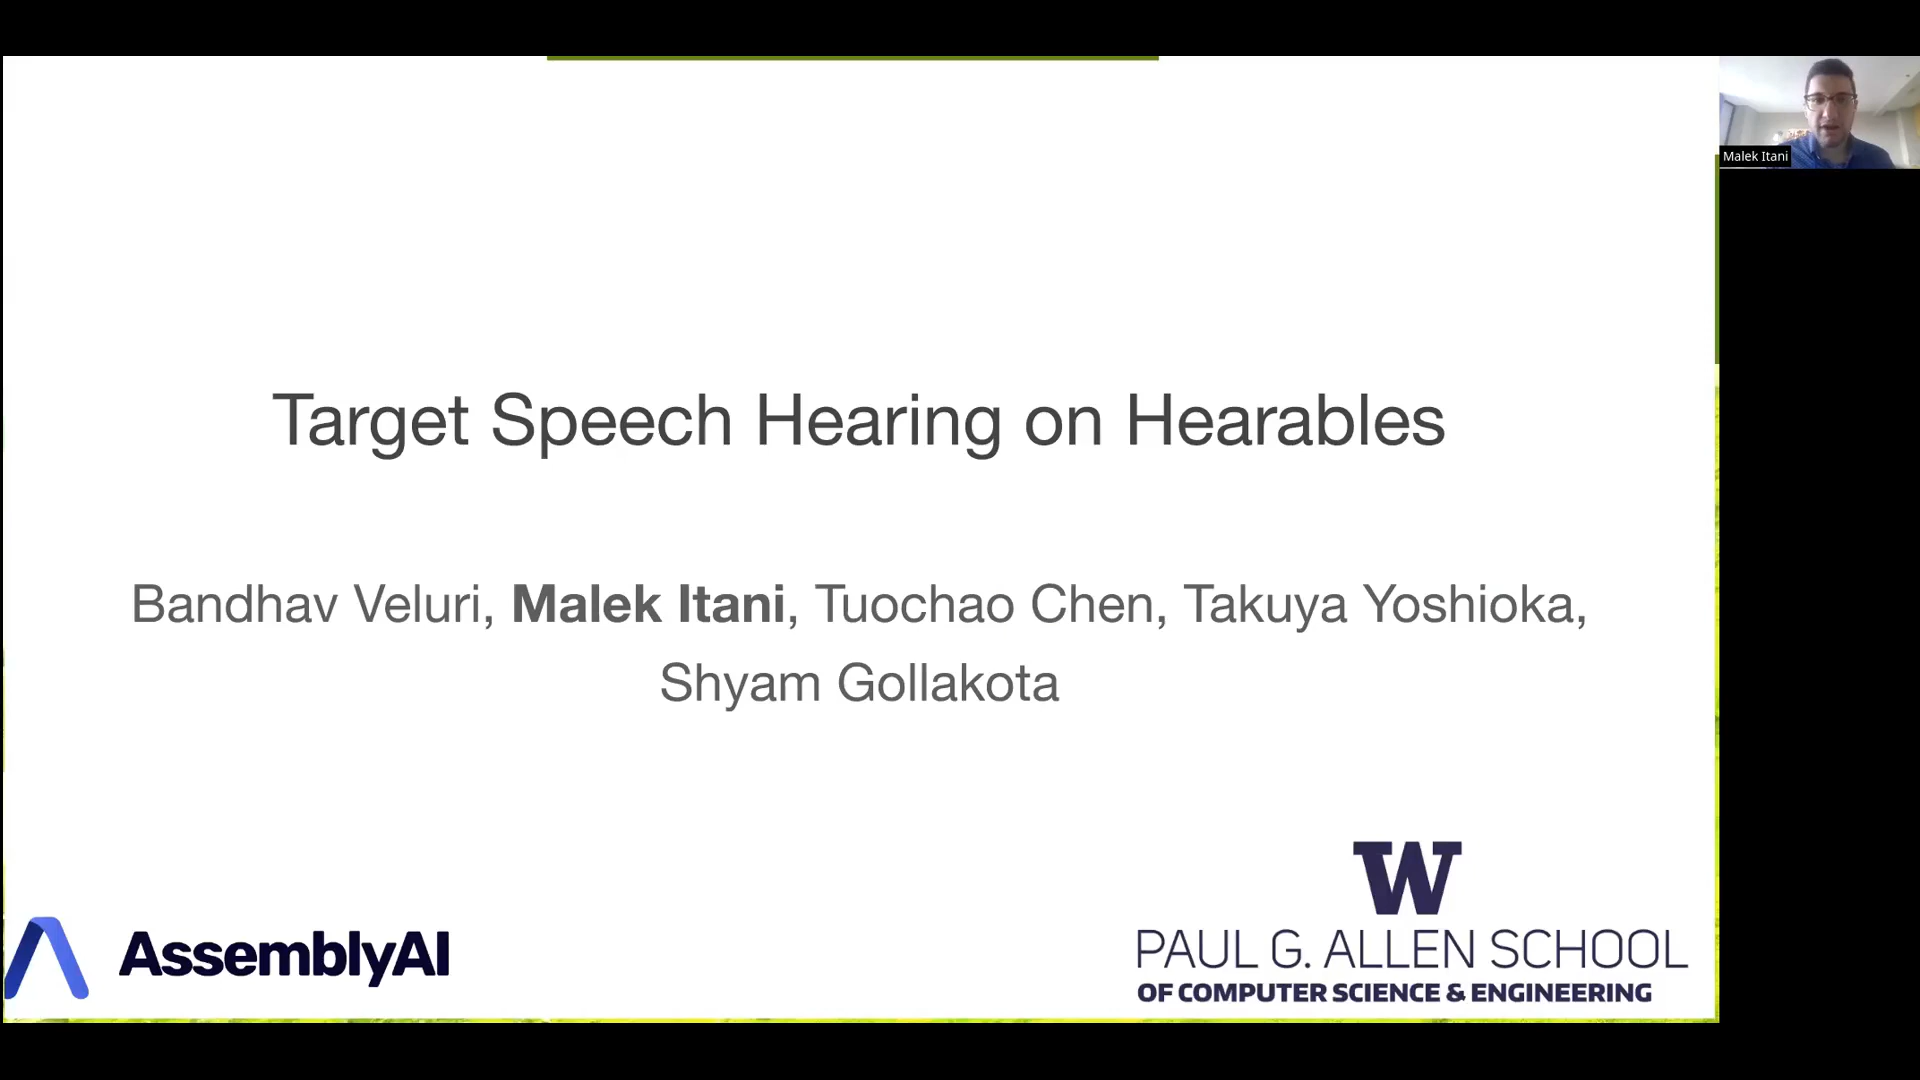 Target Speech Hearing on Hearables
Bandhav Veluri, Malek Itani, Tuochao Chen, Takuya Yoshioka,
Shyam Gollakota
AssemblyAI
W
PAUL G. ALLEN SCHOOL
OF COMPUTER SCIENCE & ENGINEERING
Malek Itani